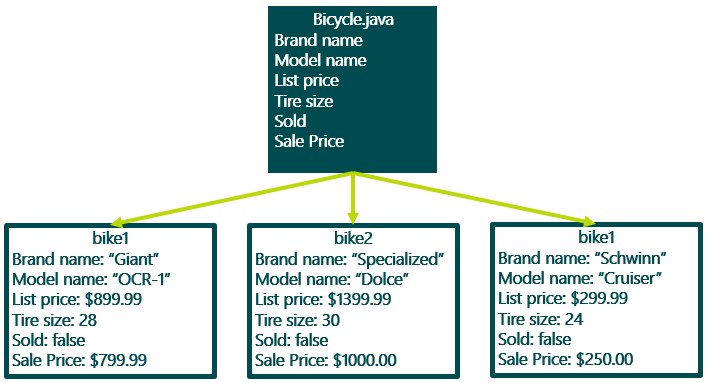 Bicycle.java
Brand name
Model name
List price
Tire size
Sold
Sale Price
bike1
Brand name: “Giant”
Model name: “OCR-1”
List price: $899.99
Tire size: 28
Sold: false
Sale Price: $799.99
bike2
Brand name: “Specialized”
Model name: “Dolce”
List price: $1399.99
Tire size: 30
Sold: false
Sale Price: $1000.00
bike1
Brand name: “Schwinn”
Model name: “Cruiser”
List price: $299.99
Tire size: 24
Sold: false
Sale Price: $250.00